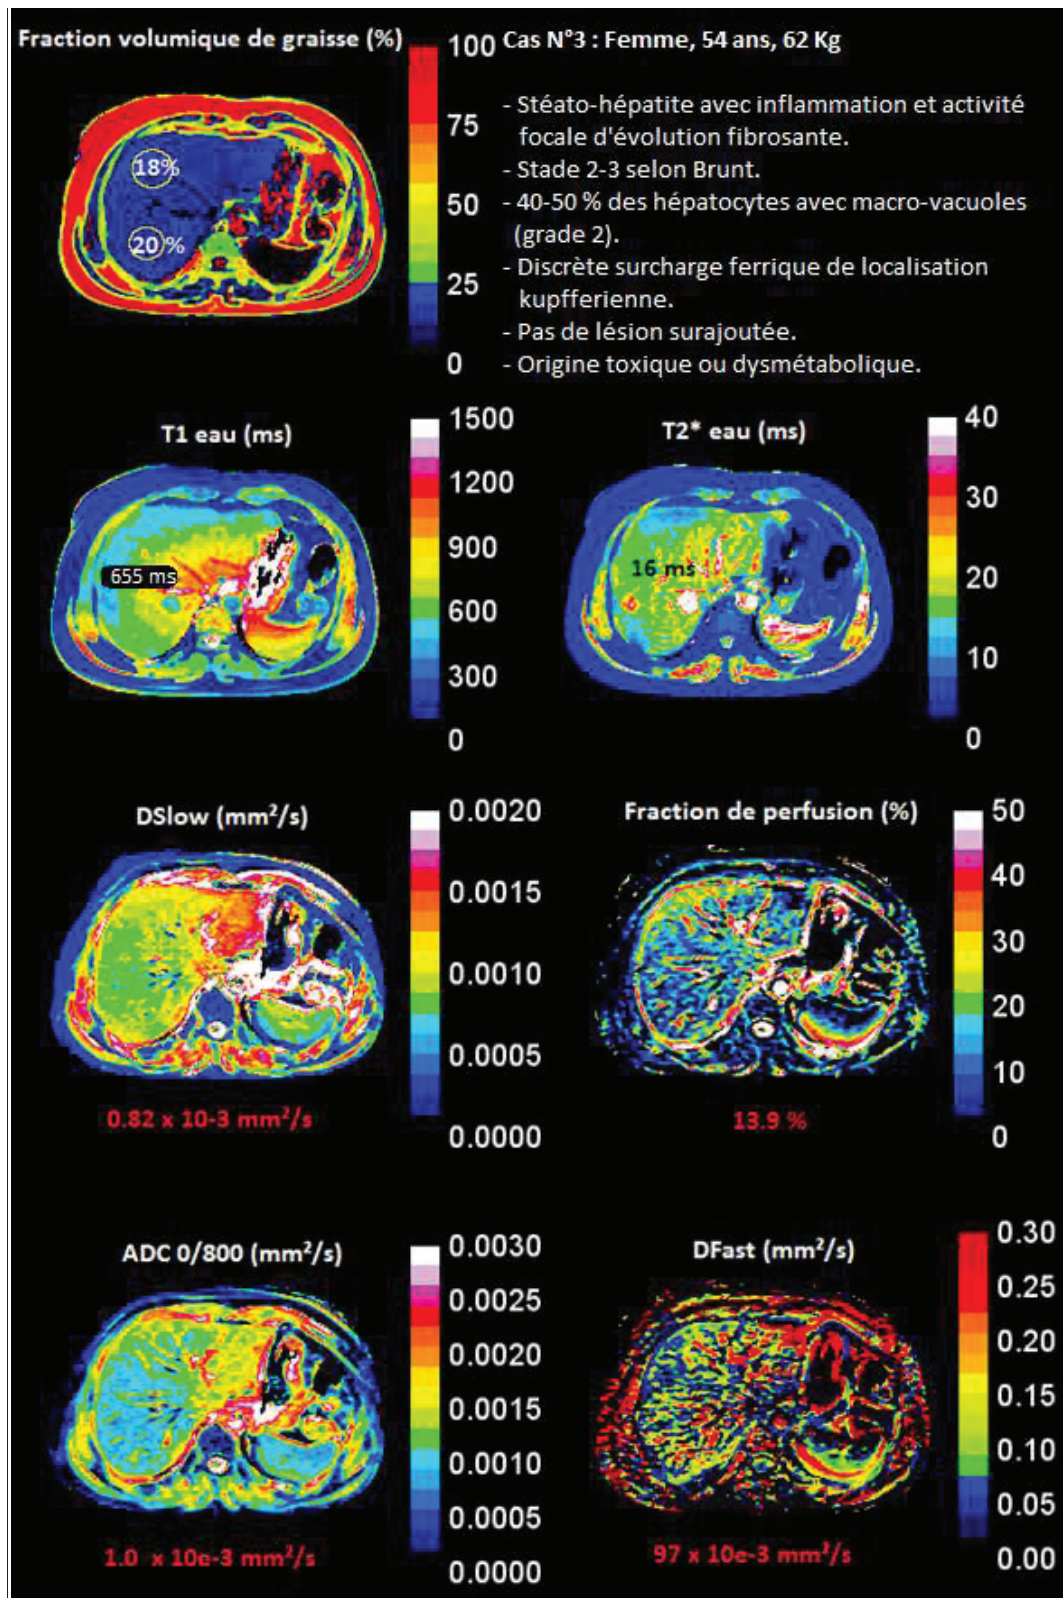 Fraction volumique de graisse (%)
100
75
50
25
0
18%
20 %
Cas N°3 : Femme, 54 ans, 62 Kg
- Stéato-hépatite avec inflammation et activité
focale d'évolution fibrosante.
- Stade 2-3 selon Brunt.
- 40-50 % des hépatocytes avec macro-vacuoles
(grade 2).
- Discrète surcharge ferrique de localisation
kupfferienne.
- Pas de lésion surajoutée.
- Origine toxique ou dysmétabolique.
T1 eau (ms)
1500
1200
900
600
300
0
655 ms
T2* eau (ms)
40
30
20
10
0
16 ms
DSlow (mm²/s)
0.0020
0.0015
0.0010
0.0005
0.0000
0.82 x 10-3 mm²/s
Fraction de perfusion (%)
50
40
30
20
10
0
13.9 %
ADC 0/800 (mm²/s)
0.0030
0.0025
0.0020
0.0015
0.0010
0.0005
0.0000
1.0 x 10e-3 mm²/s
DFast (mm²/s)
0.30
0.25
0.20
0.15
0.10
0.05
0.00
97 x 10e-3 mm²/s